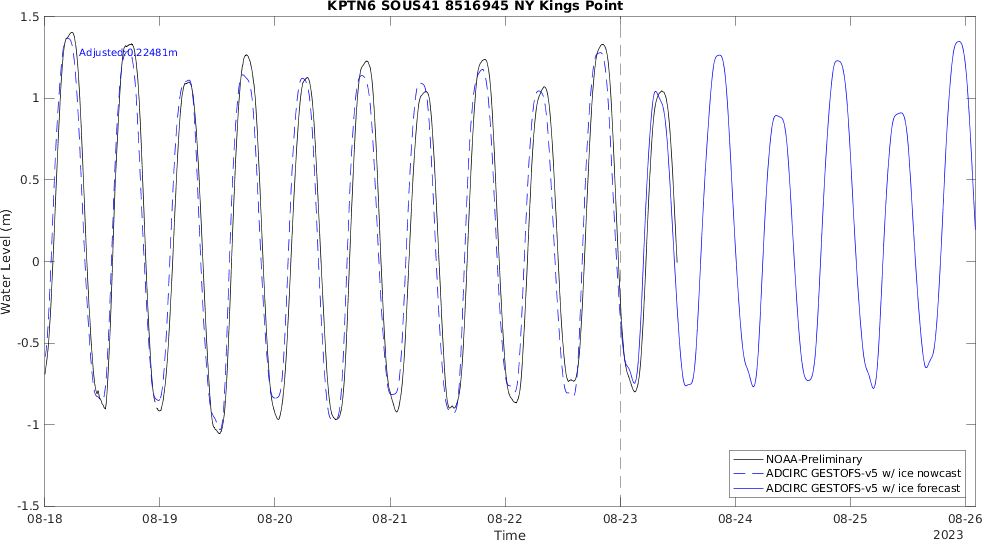 KPTN6 SOUS41 8516945 NY Kings Point
Adjusted:0.22481m
Water Level (m)
1.5
1
0.5
0
-0.5
-1
-1.5
NOAA-Preliminary
ADCIRC GESTOFS-v5 w/ ice nowcast
ADCIRC GESTOFS-v5 w/ ice forecast
08-18 08-19 08-20 08-21 08-22 08-23 08-24 08-25 08-26
Time
2023